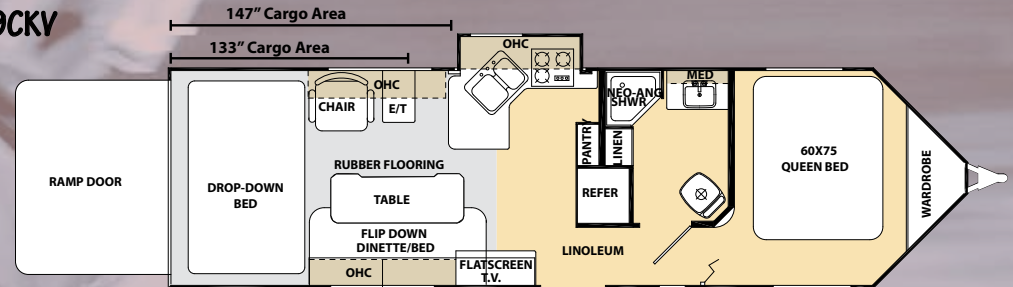 147" Cargo Area
133" Cargo Area
OHC
OHC
CHAIR
E/T
MED
NEO-ANG
SHWR
PANTRY
LINEN
RUBBER FLOORING
RAMP DOOR
DROP-DOWN
BED
TABLE
REFER
60X75
QUEEN BED
WARDROBE
FLIP DOWN
DINETTE/BED
LINOLEUM
OHC
FLATSCREEN
T.V.